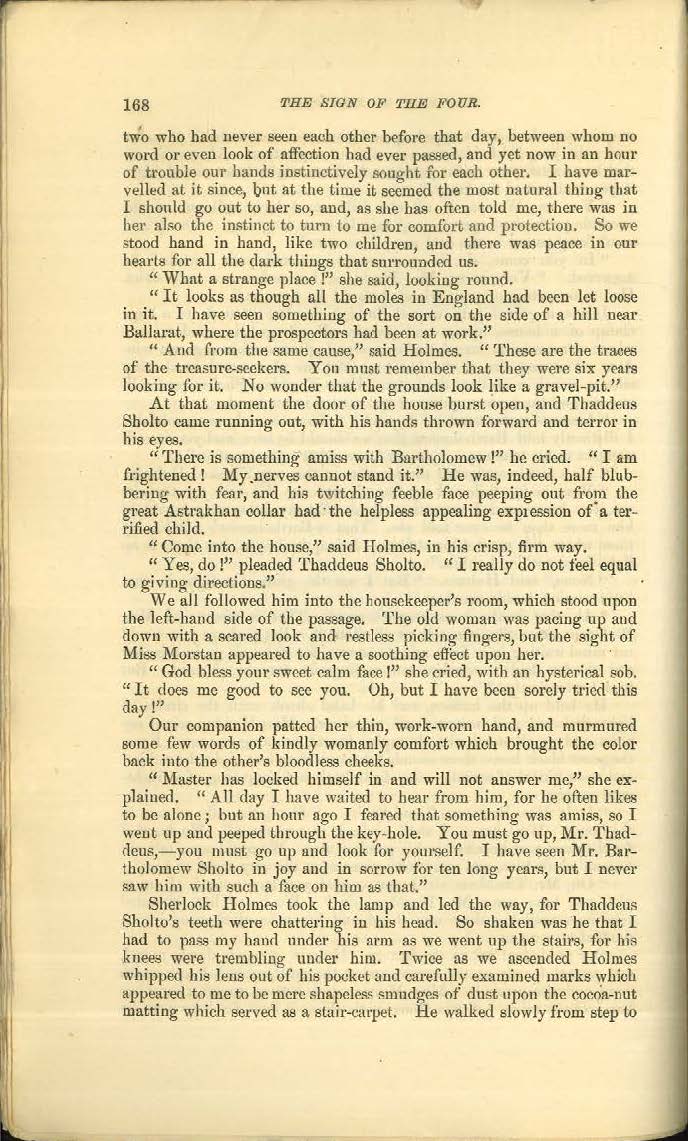 168
THE SIGN OF THE FOUR.
two who had never seen each other before that day, between whom no
word or even look of affection had ever passed, and yet now in an hour
of trouble our hands instinctively sought for each other. I have mar-
velled at it since, but at the time it seemed the most natural thing that
I should go out to her so, and, as she has often told me, there was in
her also the instinct to turn to me for comfort and protection. So we
stood hand in hand, like two children, and there was peace in our
hearts for all the dark things that surrounded us.
“What a strange place!” she said, looking round.
“It looks as though all the moles in England had been let loose
in it. I have seen something of the sort on the side of a hill near
Ballarat, where the prospectors had been at work.”
“And from the same cause,” said Holmes. “These are the traces
of the treasure-seekers. You must remember that they were six years
looking for it. No wonder that the grounds look like a gravel-pit.”
At that moment the door of the house burst open, and Thaddeus
Sholto came running out, with his hands thrown forward and terror in
his eyes.
“There is something amiss with Bartholomew!” he cried. “I am
frightened! My nerves cannot stand it.” He was, indeed, half blub-
bering with fear, and his twitching feeble face peeping out from the
great Astrakhan collar had the helpless appealing expression of a ter-
rified child.
“Come into the house,” said Holmes, in his crisp, firm way.
“Yes, do!” pleaded Thaddeus Sholto. “I really do not feel equal
to giving directions.”
We all followed him into the housekeeper’s room, which stood upon
the left-hand side of the passage. The old woman was pacing up and
down with a scared look and restless picking fingers, but the sight of
Miss Morstan appeared to have a soothing effect upon her.
“God bless your sweet calm face!” she cried, with an hysterical sob.
“It does me good to see you. Oh, but I have been sorely tried this
day!”
Our companion patted her thin, work-worn hand, and murmured
some few words of kindly womanly comfort which brought the color
back into the other’s bloodless cheeks.
“Master has locked himself in and will not answer me,” she ex-
plained. “All day I have waited to hear from him, for he often likes
to be alone; but an hour ago I feared that something was amiss, so I
went up and peeped through the key-hole. You must go up, Mr. Thad-
deus,—you must go up and look for yourself. I have seen Mr. Bar-
tholomew Sholto in joy and in sorrow for ten long years, but I never
saw him with such a face on him as that.”
Sherlock Holmes took the lamp and led the way, for Thaddeus
Sholto’s teeth were chattering in his head. So shaken was he that I
had to pass my hand under his arm as we went up the stairs, for his
knees were trembling under him. Twice as we ascended Holmes
whipped his lens out of his pocket and carefully examined marks which
appeared to me to be mere shapeless smudges of dust upon the cocoa-nut
matting which served as a stair-carpet. He walked slowly from step to